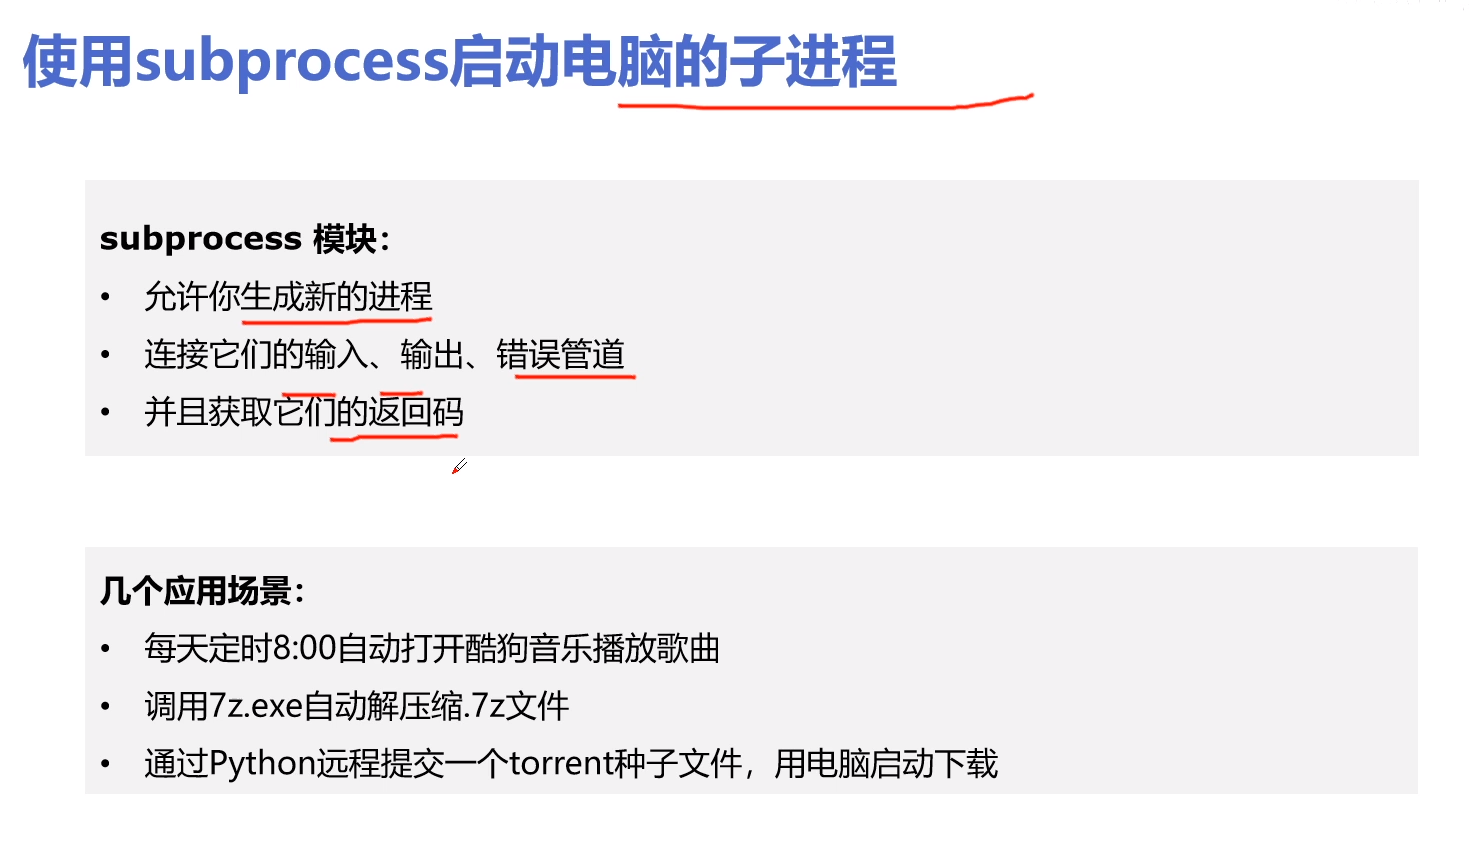 使用subprocess启动电脑的子进程
subprocess 模块：
• 允许你生成新的进程
• 连接它们的输入、输出、错误管道
• 并且获取它们的返回码
几个应用场景：
• 每天定时8:00自动打开酷狗音乐播放歌曲
• 调用7z.exe自动解压缩.7z文件
• 通过Python远程提交一个torrent种子文件，用电脑启动下载